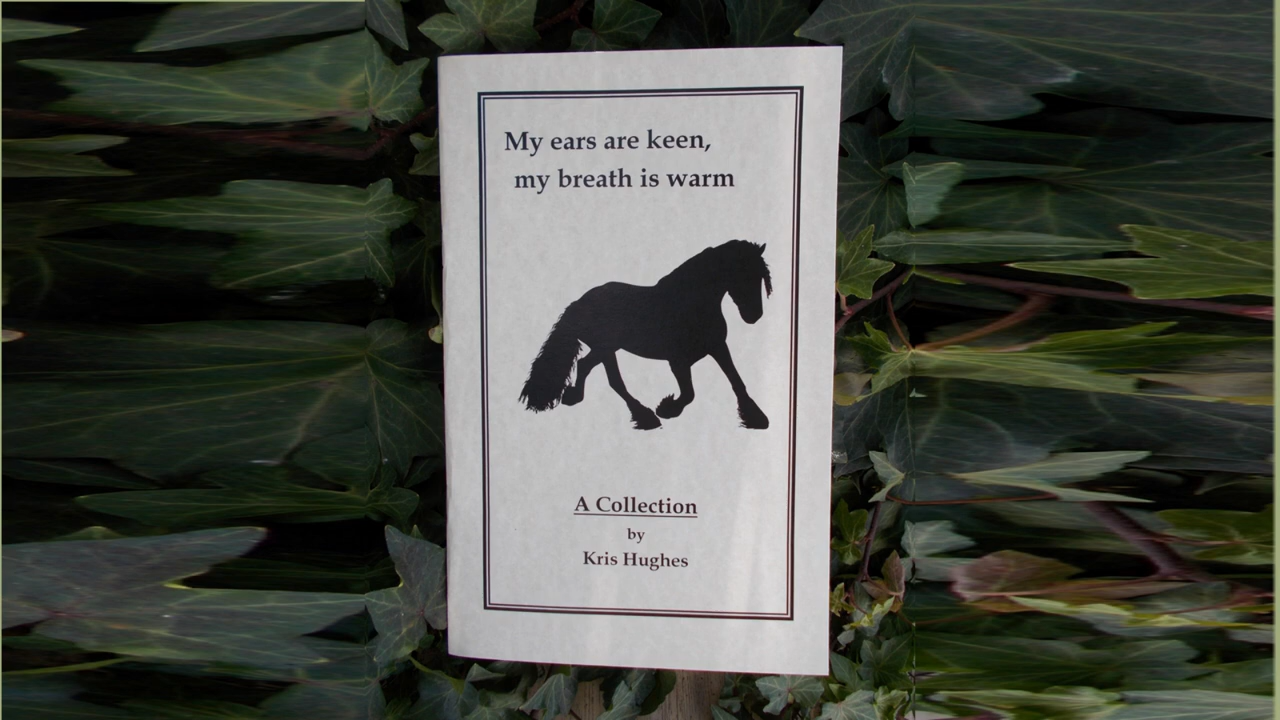 My ears are keen,
my breath is warm
A Collection
by
Kris Hughes